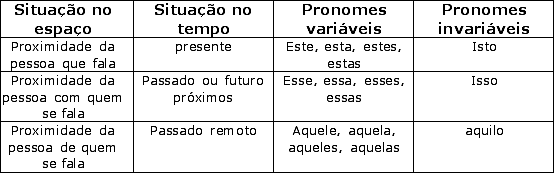 Situação no espaço
Situação no tempo
Pronomes variáveis
Pronomes invariáveis
Proximidade da pessoa que fala
presente
Este, esta, estes, estas
Isto
Proximidade da pessoa com quem se fala
Passado ou futuro próximos
Esse, essa, esses, essas
Isso
Proximidade da pessoa de quem se fala
Passado remoto
Aquele, aquela, aqueles, aquelas
aquilo